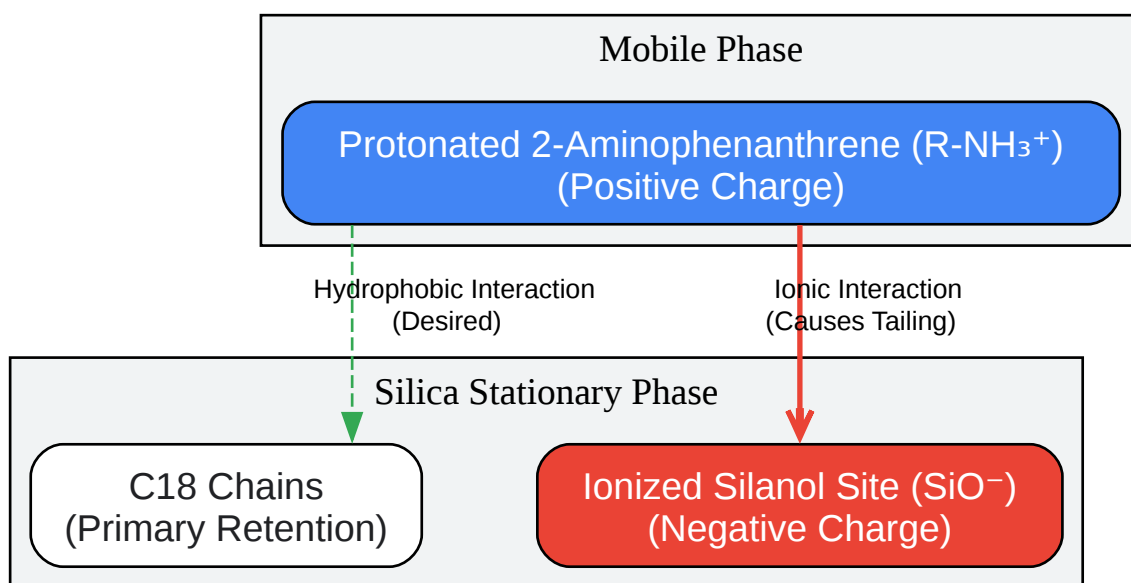 Mobile Phase
Protonated 2-Aminophenanthrene (R-NH₃⁺)
(Positive Charge)
Hydrophobic Interaction
(Desired)
Ionic Interaction
(Causes Tailing)
Silica Stationary Phase
C18 Chains
(Primary Retention)
Ionized Silanol Site (SiO⁻)
(Negative Charge)